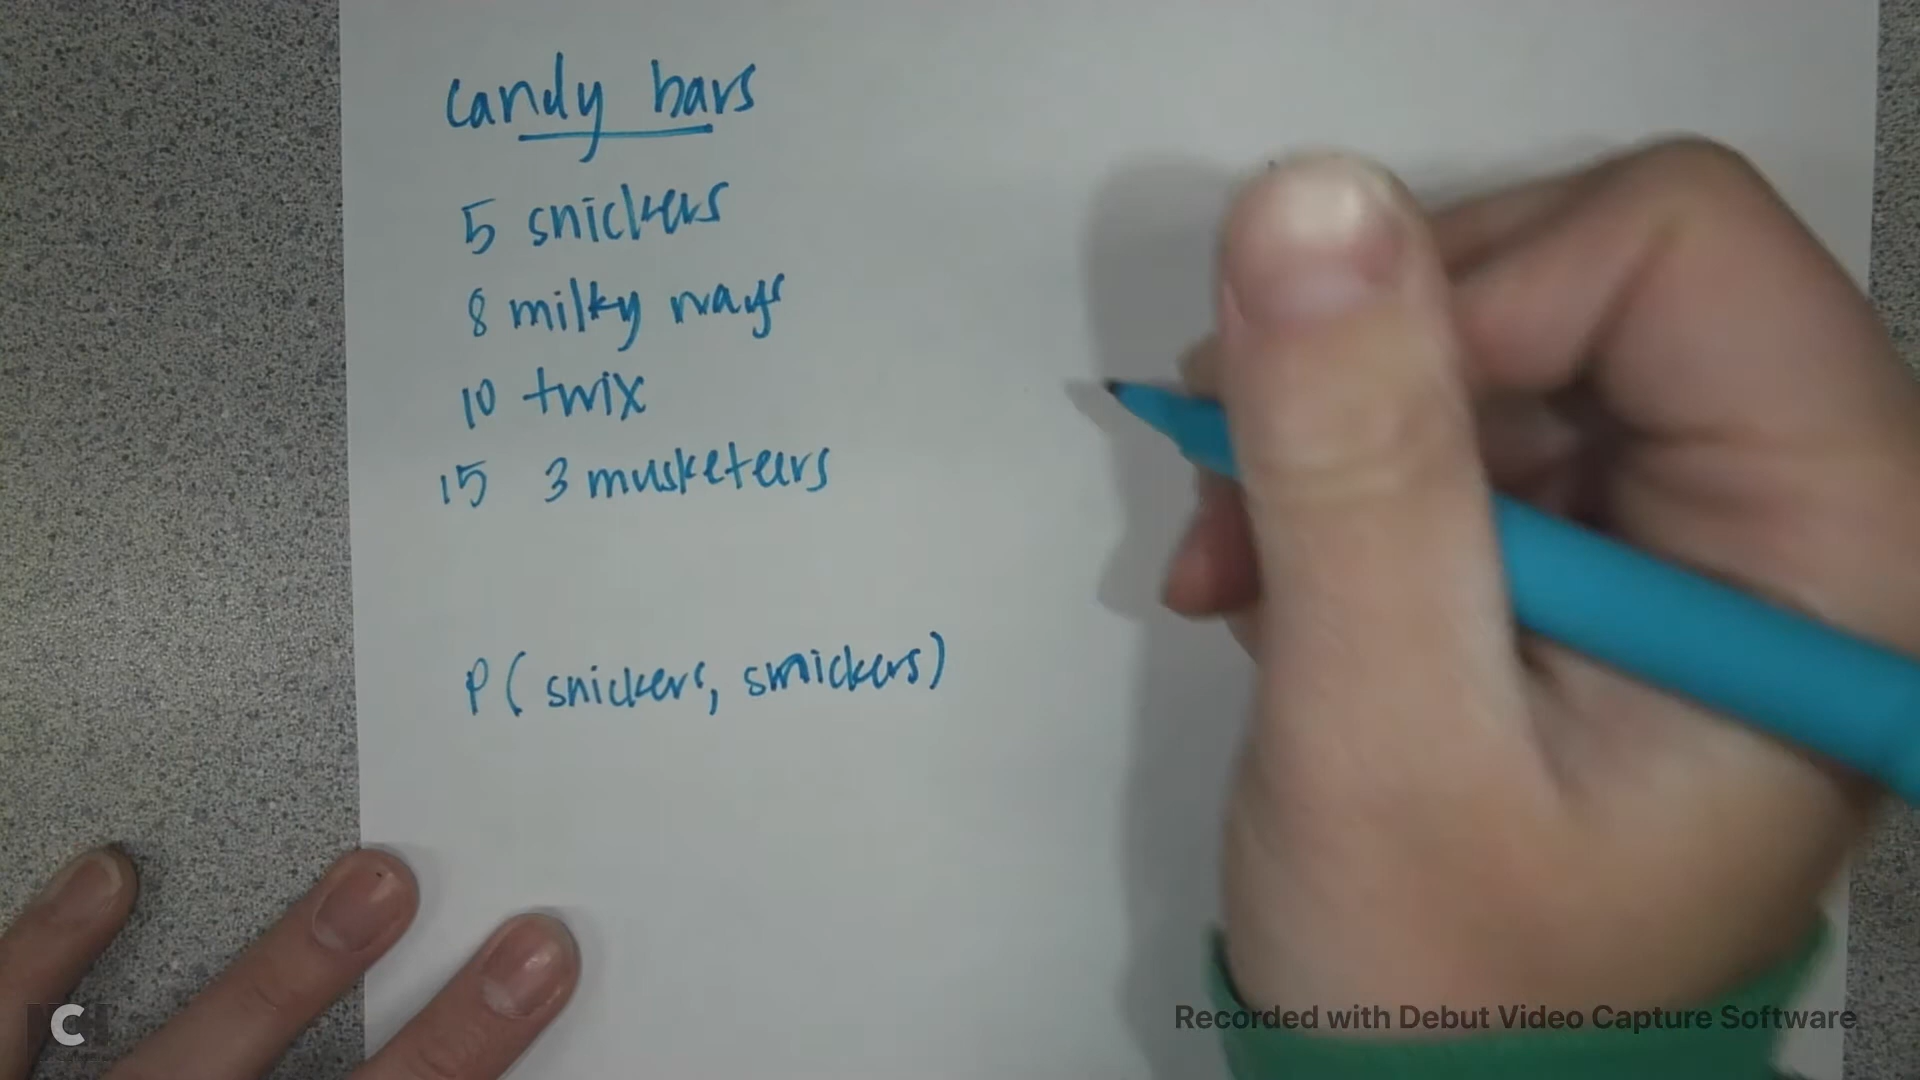 candy bars
5 snickers
8 milky ways
10 twix
15 3 musketeers
P(snickers, snickers)
Recorded with Debut Video Capture Software